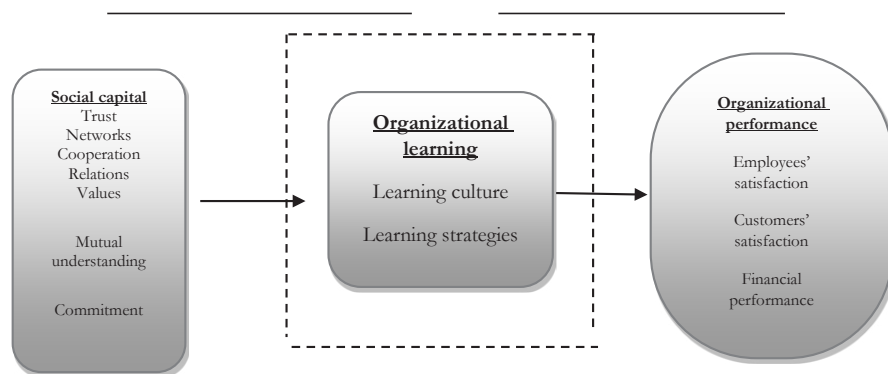 Social capital
Trust
Networks
Cooperation
Relations
Values
Mutual
understanding
Commitment
Organizational
learning
Learning culture
Learning strategies
Organizational
performance
Employees’
satisfaction
Customers’
satisfaction
Financial
performance